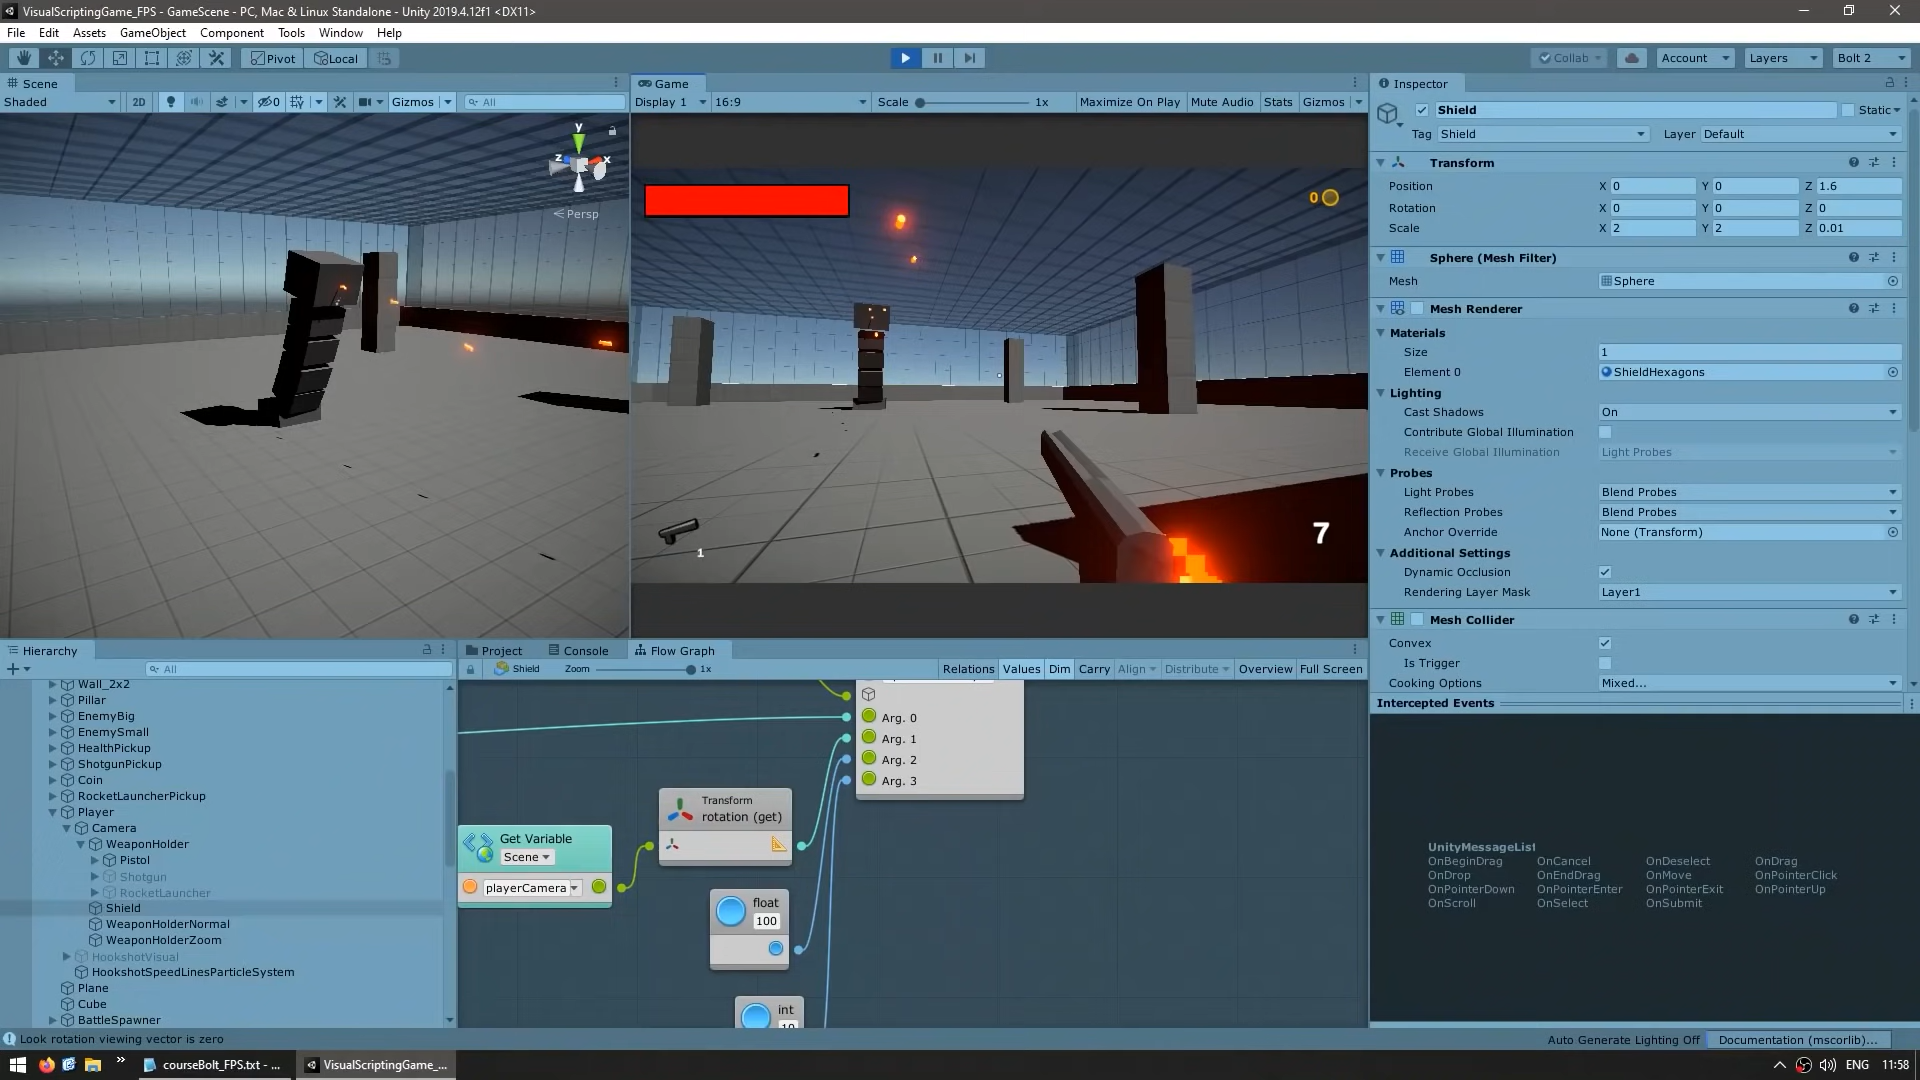 VisualScriptingGame_FPS - GameScene - PC, Mac & Linux Standalone - Unity 2019.4.12f1 <DX11>
File Edit Assets GameObject Component Tools Window Help
Pivot Local Collab Account Layers Bolt 2
Scene
Shaded 2D 0 Gizmos All
y
z x
Persp
Game
Display 1 16:9 Scale 1x Maximize On Play Mute Audio Stats Gizmos
0
1
7
Inspector
Shield Static
Tag Shield Layer Default
Transform
Position X 0 Y 0 Z 1.6
Rotation X 0 Y 0 Z 0
Scale X 2 Y 2 Z 0.01
Sphere (Mesh Filter)
Mesh Sphere
Mesh Renderer
Materials
Size 1
Element 0 ShieldHexagons
Lighting
Cast Shadows On
Contribute Global Illumination
Receive Global Illumination Light Probes
Probes
Light Probes Blend Probes
Reflection Probes Blend Probes
Anchor Override None (Transform)
Additional Settings
Dynamic Occlusion
Rendering Layer Mask Layer1
Mesh Collider
Convex
Is Trigger
Cooking Options Mixed...
Intercepted Events
UnityMessageList
OnBeginDrag OnCancel OnDeselect OnDrag
OnDrop OnEndDrag OnMove OnPointerClick
OnPointerDown OnPointerEnter OnPointerExit OnPointerUp
OnScroll OnSelect OnSubmit
Hierarchy
All
Wall_2x2
Pillar
EnemyBig
EnemySmall
HealthPickup
ShotgunPickup
Coin
RocketLauncherPickup
Player
Camera
WeaponHolder
Pistol
Shotgun
RocketLauncher
Shield
WeaponHolderNormal
WeaponHolderZoom
HookshotVisual
HookshotSpeedLinesParticleSystem
Plane
Cube
BattleSpawner
Project Console Flow Graph
Shield Zoom 1x Relations Values Dim Carry Align Distribute Overview Full Screen
Arg. 0
Arg. 1
Arg. 2
Arg. 3
Transform
rotation (get)
Get Variable
Scene
playerCamera
float
100
int
10
Look rotation viewing vector is zero
Auto Generate Lighting Off Documentation (mscorlib)...
courseBolt_FPS.txt - ... VisualScriptingGame_... ENG 11:58